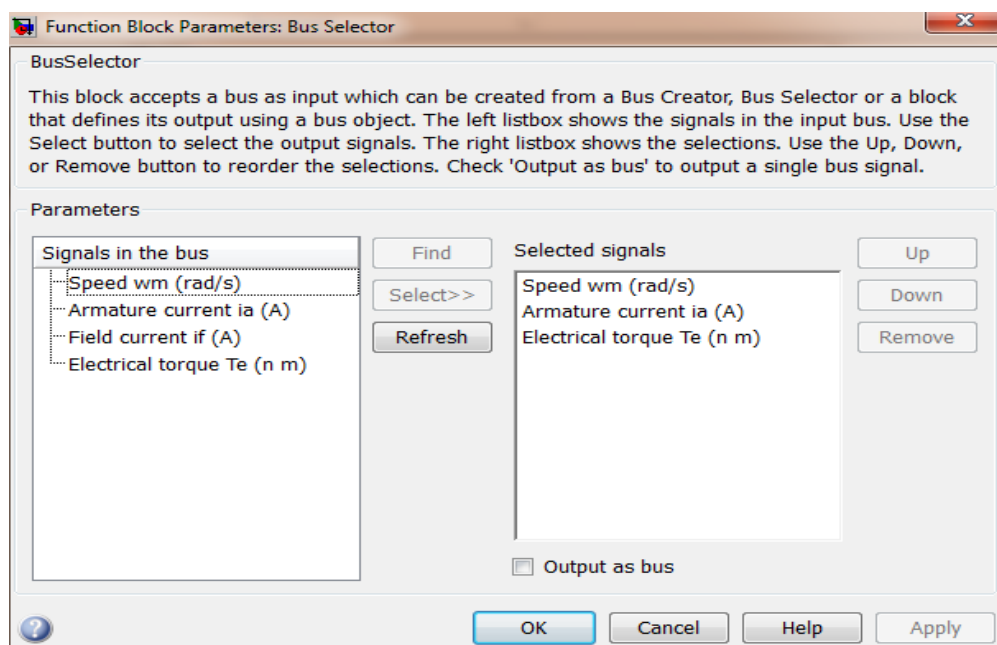 Function Block Parameters: Bus Selector
BusSelector
This block accepts a bus as input which can be created from a Bus Creator, Bus Selector or a block
that defines its output using a bus object. The left listbox shows the signals in the input bus. Use the
Select button to select the output signals. The right listbox shows the selections. Use the Up, Down,
or Remove button to reorder the selections. Check 'Output as bus' to output a single bus signal.
Parameters
Signals in the bus
Speed wm (rad/s)
Armature current ia (A)
Field current if (A)
Electrical torque Te (n m)
Find
Select>>
Refresh
Selected signals
Speed wm (rad/s)
Armature current ia (A)
Electrical torque Te (n m)
Up
Down
Remove
Output as bus
OK
Cancel
Help
Apply